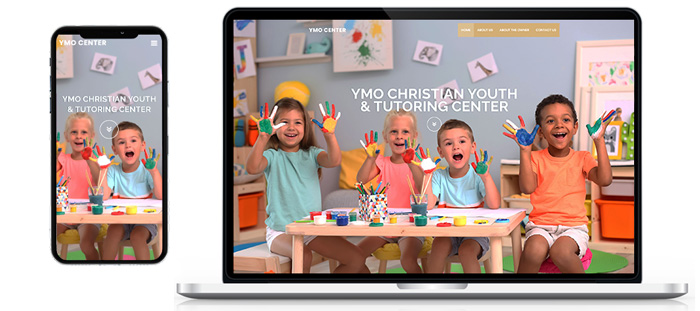 YMO CENTER
YMO CHRISTIAN YOUTH
& TUTORING CENTER
YMO CENTER
HOME ABOUT US ABOUT THE OWNER CONTACT US
YMO CHRISTIAN YOUTH
& TUTORING CENTER